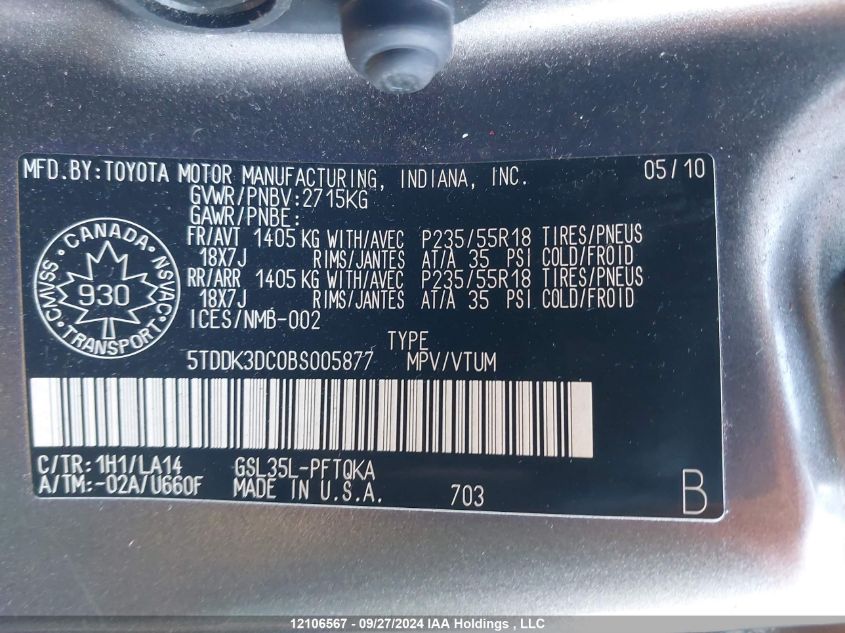 MFD.BY:TOYOTA MOTOR MANUFACTURING, INDIANA, INC. 05/10
GVWR/PNBV:2715KG
GAWR/PNBE:
FR/AVT 1405 KG WITH/AVEC P235/55R18 TIRES/PNEUS
18X7J RIMS/JANTES AT/A 35 PSI COLD/FROID
RR/ARR 1405 KG WITH/AVEC P235/55R18 TIRES/PNEUS
18X7J RIMS/JANTES AT/A 35 PSI COLD/FROID
ICES/NMB-002
CANADA
CMVSS NSVAC
930
TRANSPORT
TYPE
5TDDK3DC0BS005877 MPV/VTUM
C/TR: 1H1/LA14 GSL35L-PFTQKA
A/TM:-02A/U660F MADE IN U.S.A. 703 B
12106567 - 09/27/2024 IAA Holdings , LLC